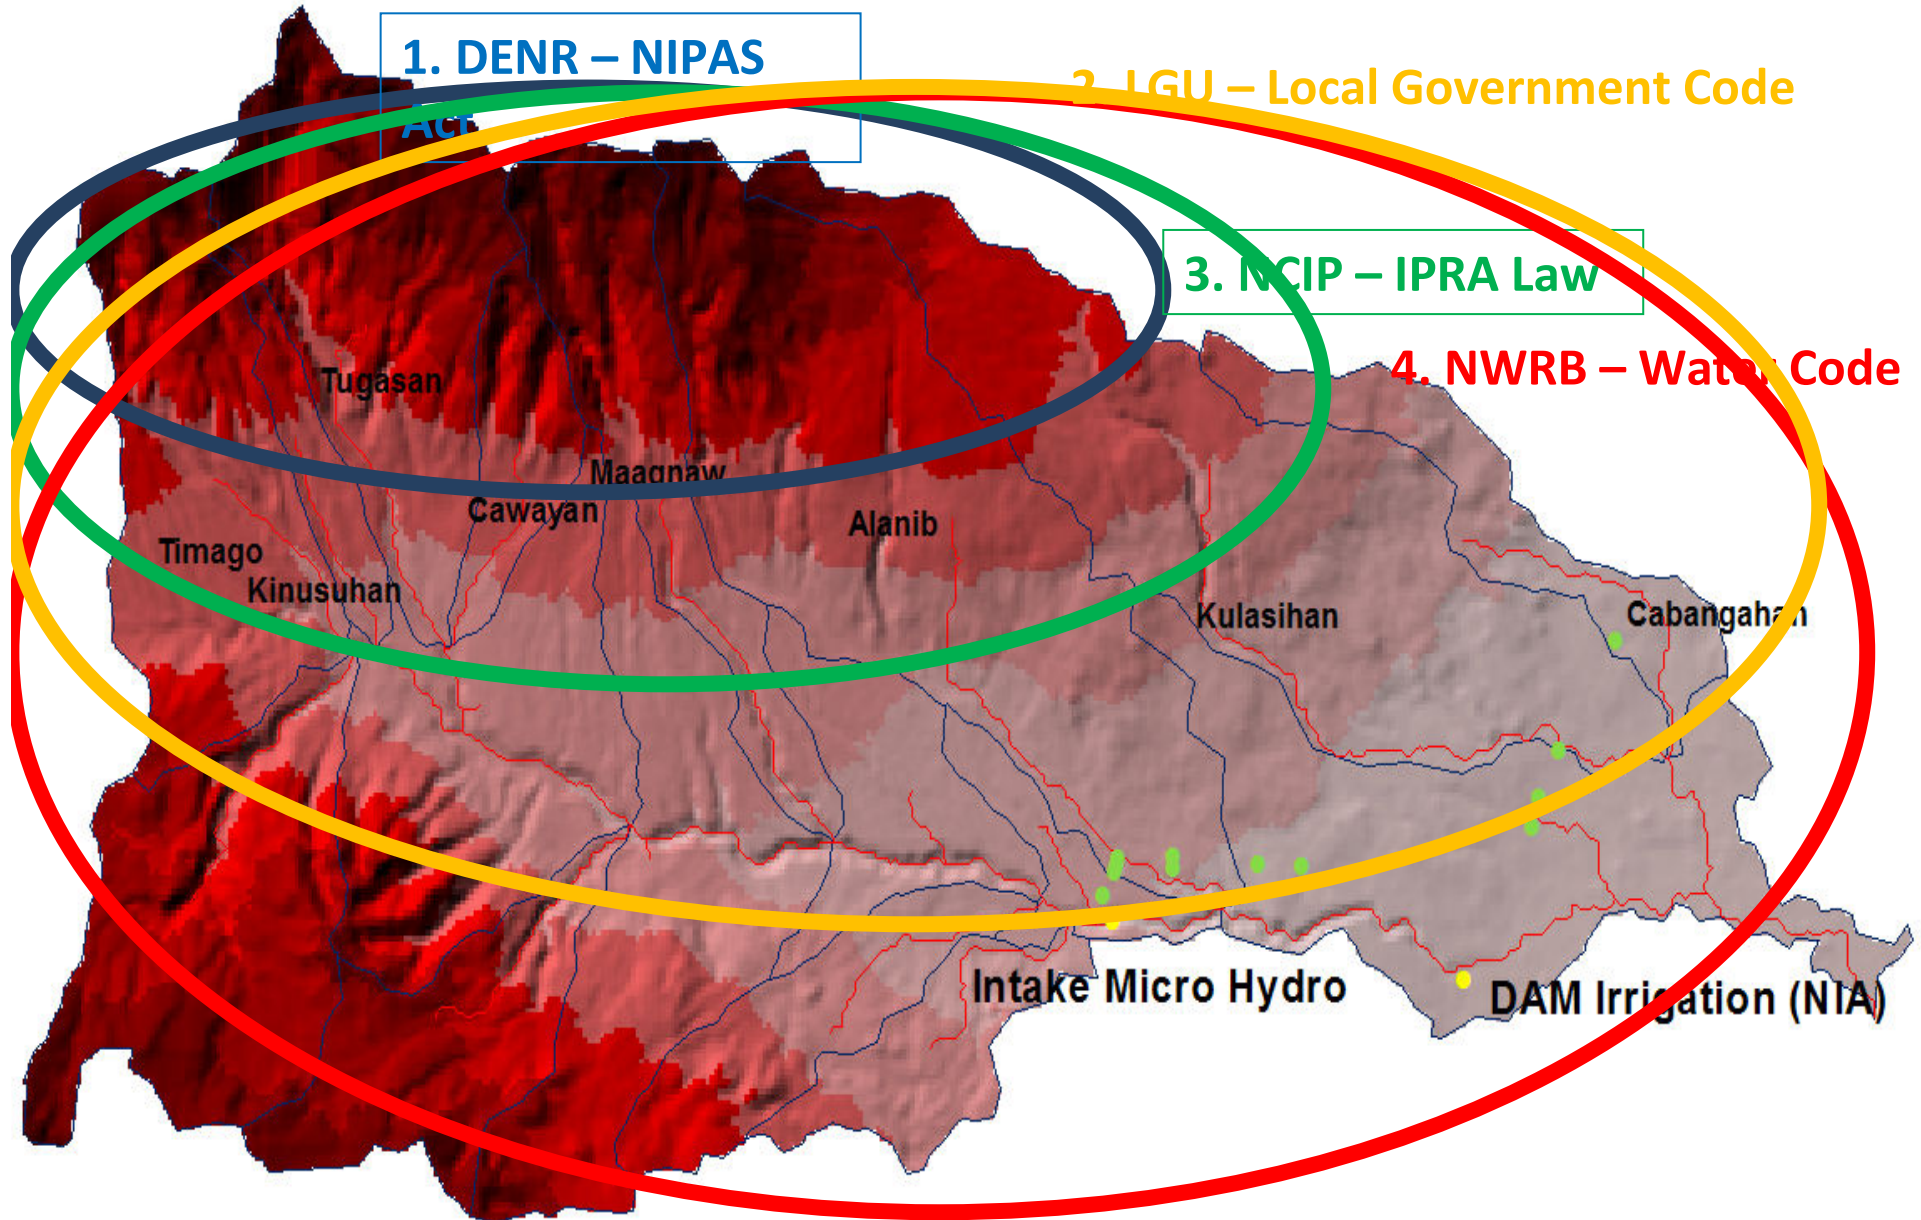 1. DENR – NIPAS
Act
2. LGU – Local Government Code
3. NCIP – IPRA Law
4. NWRB – Water Code
Tugasan
Maagnaw
Cawayan
Alanib
Timago
Kinusuhan
Kulasihan
Cabangahan
Intake Micro Hydro
DAM Irrigation (NIA)